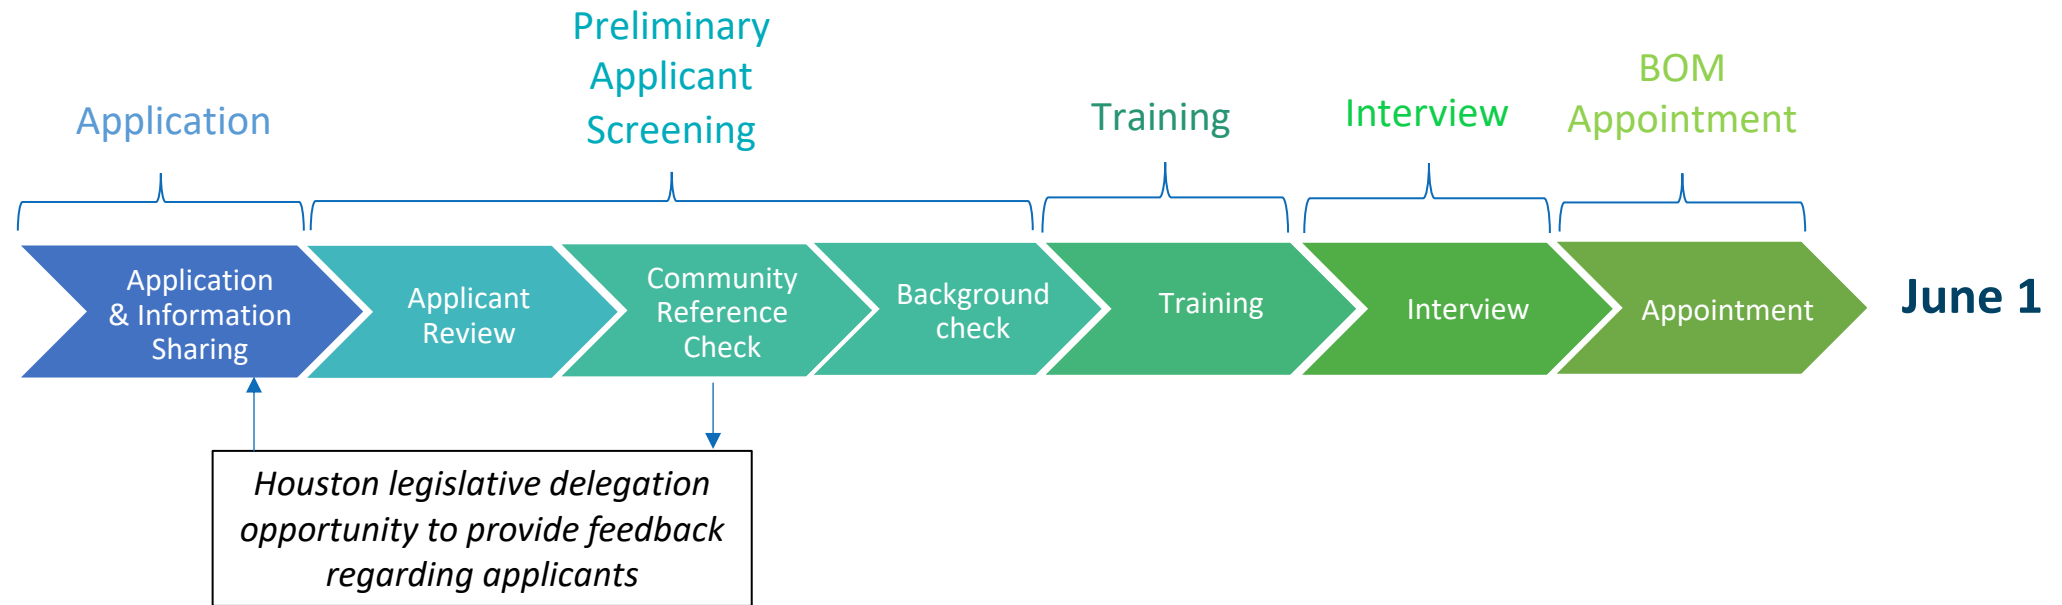 Application
Preliminary
Applicant
Screening
Training
Interview
BOM
Appointment
Application
& Information
Sharing
Applicant
Review
Community
Reference
Check
Background
check
Training
Interview
Appointment
June 1
Houston legislative delegation
opportunity to provide feedback
regarding applicants